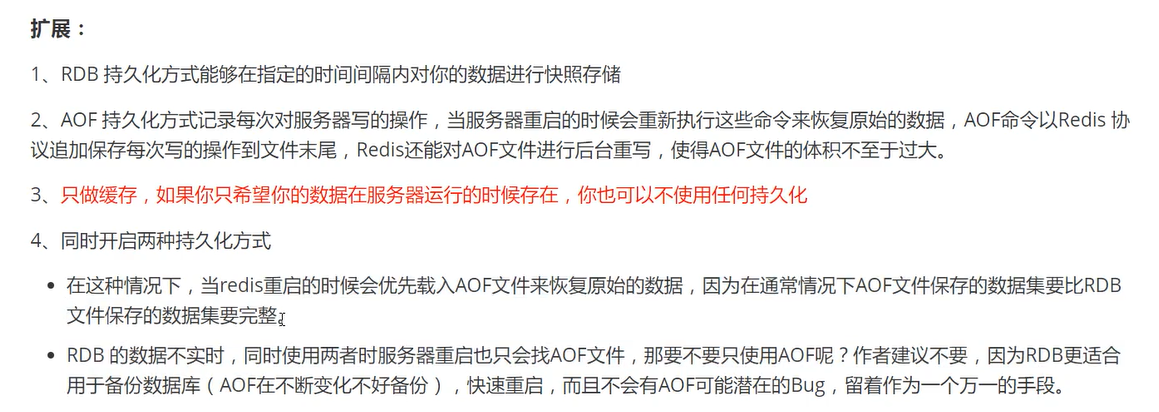 扩展：
1、RDB 持久化方式能够在指定的时间间隔内对你的数据进行快照存储
2、AOF 持久化方式记录每次对服务器写的操作，当服务器重启的时候会重新执行这些命令来恢复原始的数据，AOF命令以Redis 协
议追加保存每次写的操作到文件末尾，Redis还能对AOF文件进行后台重写，使得AOF文件的体积不至于过大。
3、只做缓存，如果你只希望你的数据在服务器运行的时候存在，你也可以不使用任何持久化
4、同时开启两种持久化方式
• 在这种情况下，当redis重启的时候会优先载入AOF文件来恢复原始的数据，因为在通常情况下AOF文件保存的数据集要比RDB
文件保存的数据集要完整。
• RDB 的数据不实时，同时使用两者时服务器重启也只会找AOF文件，那要不要只使用AOF呢？作者建议不要，因为RDB更适合
用于备份数据库（AOF在不断变化不好备份），快速重启，而且不会有AOF可能潜在的Bug，留着作为一个万一的手段。